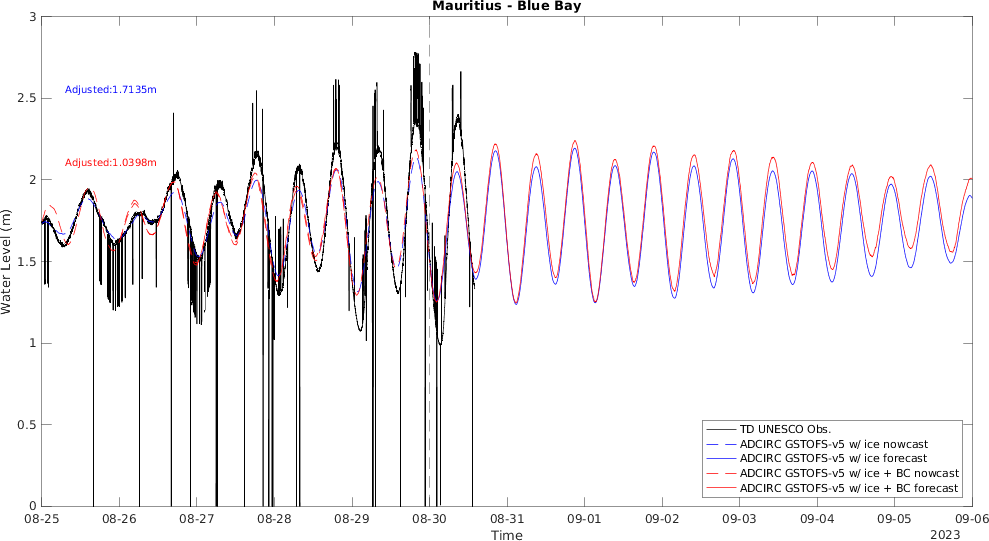 Mauritius - Blue Bay
3
2.5
2
1.5
1
0.5
0
Water Level (m)
Adjusted:1.7135m
Adjusted:1.0398m
TD UNESCO Obs.
ADCIRC GSTOFS-v5 w/ ice nowcast
ADCIRC GSTOFS-v5 w/ ice forecast
ADCIRC GSTOFS-v5 w/ ice + BC nowcast
ADCIRC GSTOFS-v5 w/ ice + BC forecast
08-25 08-26 08-27 08-28 08-29 08-30 08-31 09-01 09-02 09-03 09-04 09-05 09-06
Time
2023